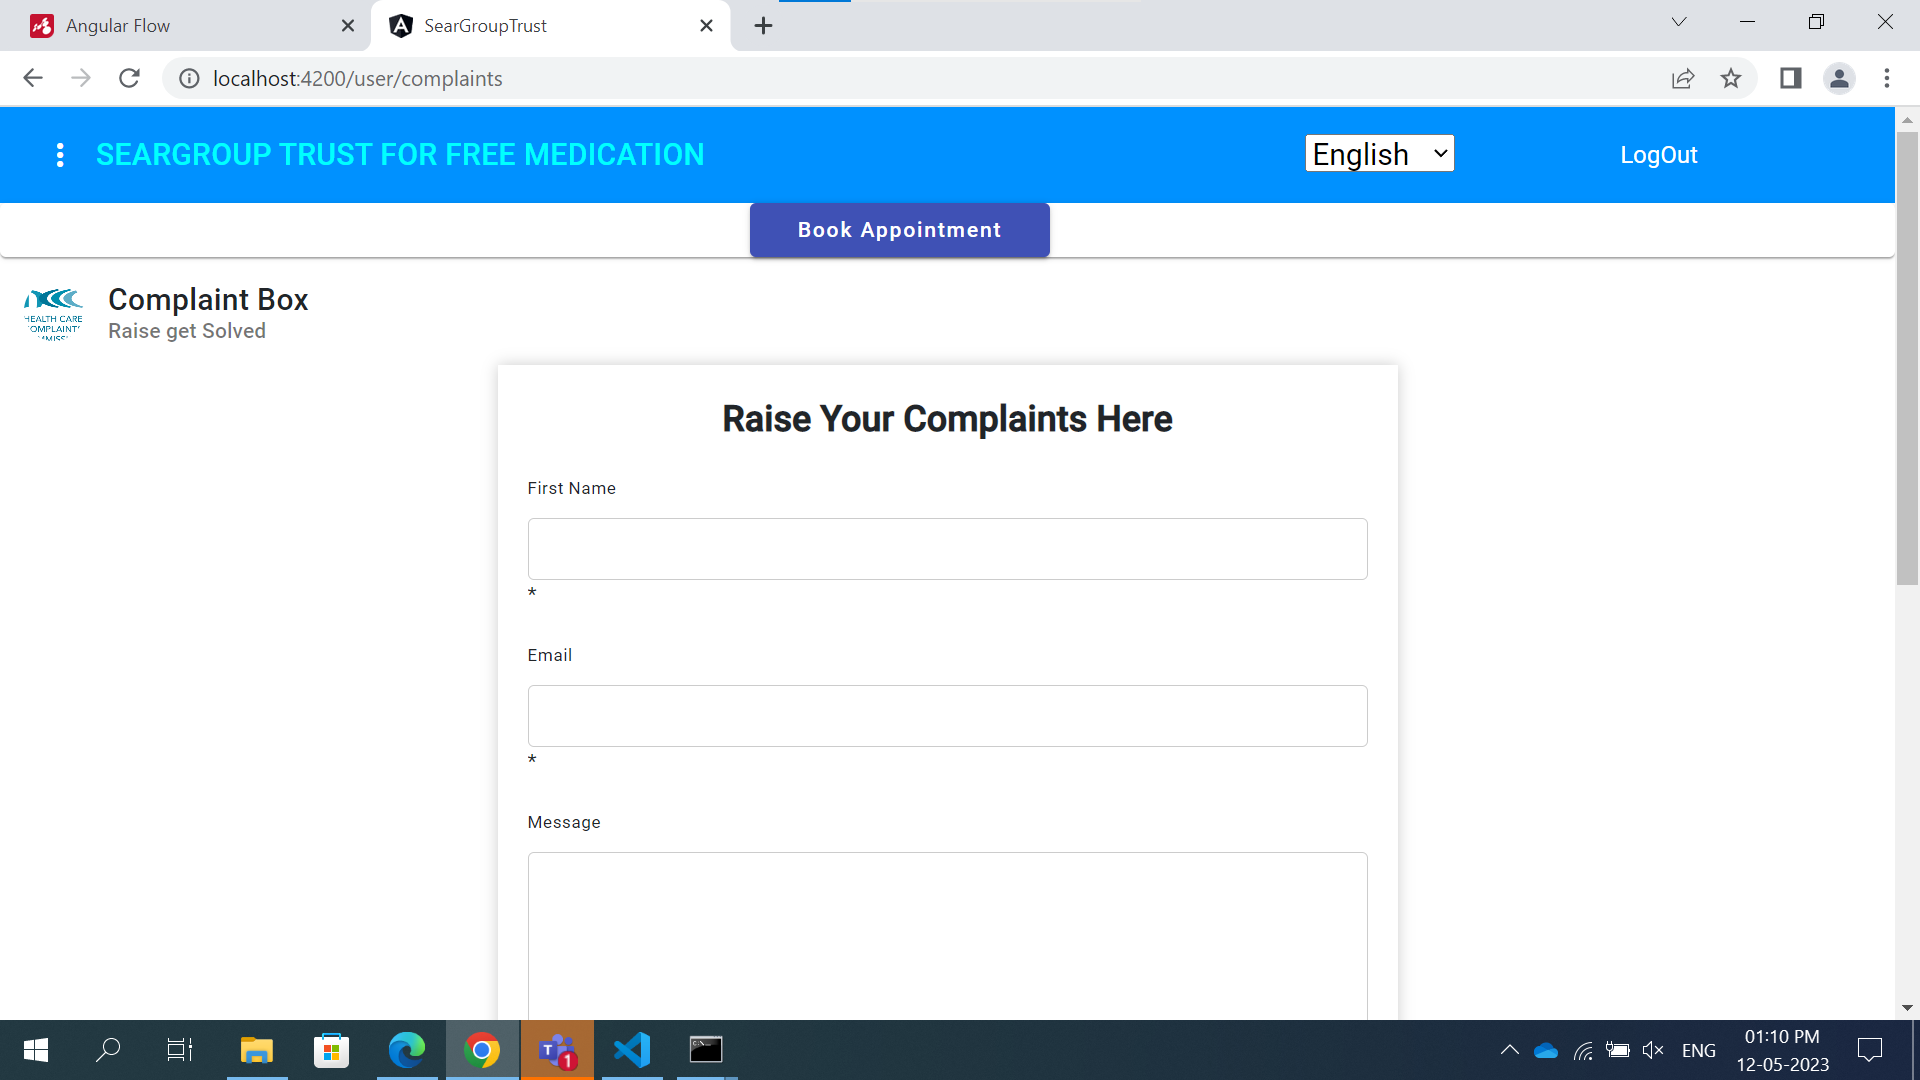 Angular Flow
SearGroupTrust
localhost:4200/user/complaints
SEARGROUP TRUST FOR FREE MEDICATION
English
LogOut
Book Appointment
HEALTH CARE
Complaint Box
Raise get Solved
Raise Your Complaints Here
First Name
*
Email
*
Message
T
1
ENG
01:10 PM
12-05-2023